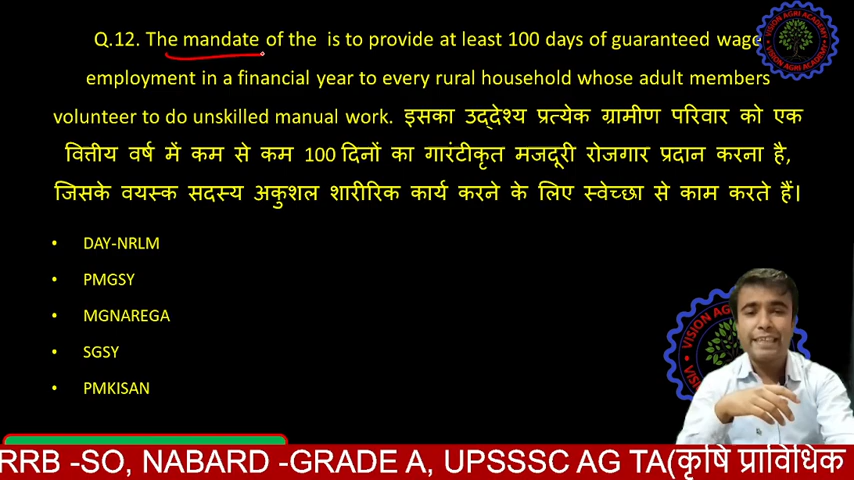 Q.12. The mandate of the is to provide at least 100 days of guaranteed wage
employment in a financial year to every rural household whose adult members
volunteer to do unskilled manual work. इसका उद्देश्य प्रत्येक ग्रामीण परिवार को एक
वित्तीय वर्ष में कम से कम 100 दिनों का गारंटीकृत मजदूरी रोजगार प्रदान करना है,
जिसके वयस्क सदस्य अकुशल शारीरिक कार्य करने के लिए स्वेच्छा से काम करते हैं।
• DAY-NRLM
• PMGSY
• MGNAREGA
• SGSY
• PMKISAN
VISION AGRI ACADEMY
RRB -SO, NABARD -GRADE A, UPSSSC AG TA(कृषि प्राविधिक